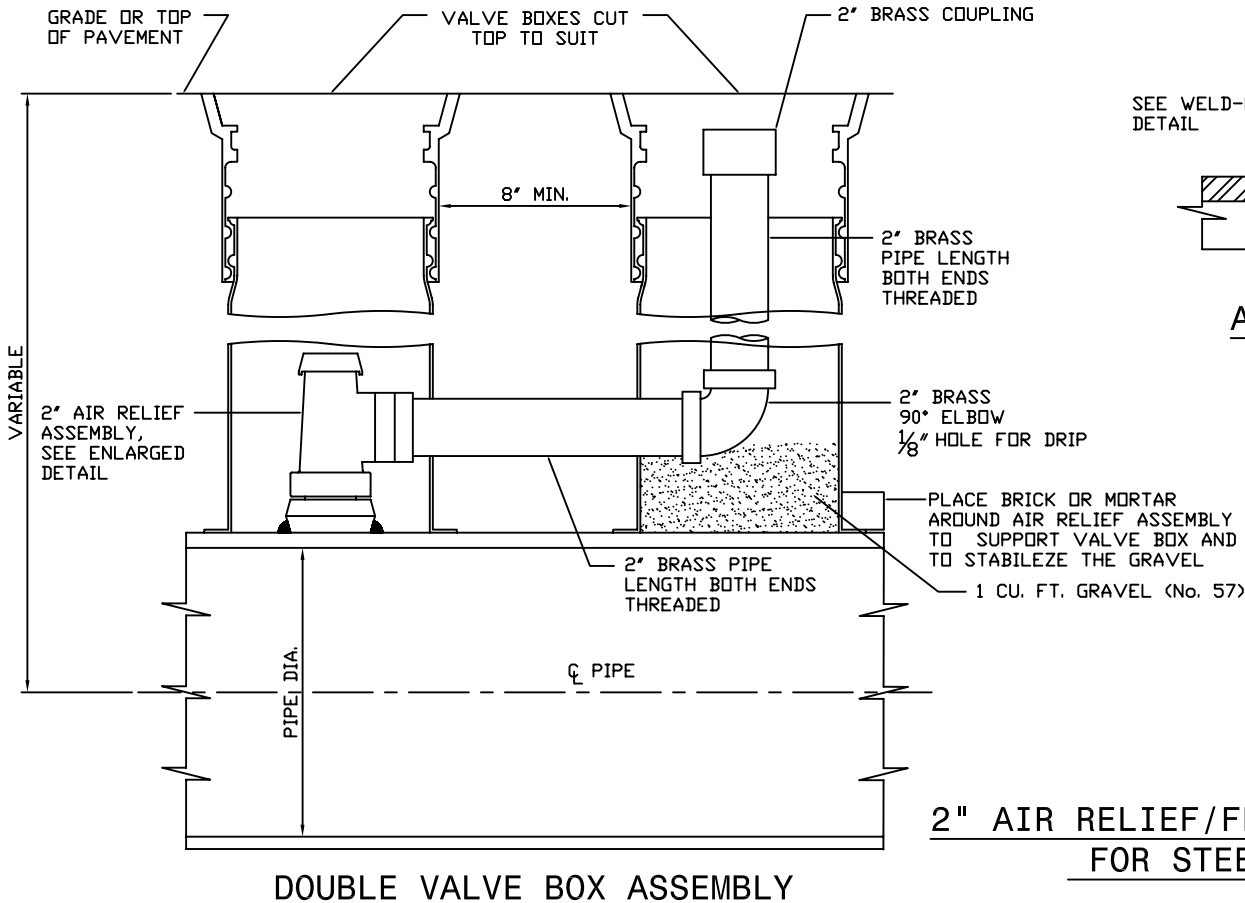 GRADE OR TOP
OF PAVEMENT
VALVE BOXES CUT
TOP TO SUIT
2" BRASS COUPLING
SEE WELD-
DETAIL
8" MIN.
2" BRASS
PIPE LENGTH
BOTH ENDS
THREADED
A
VARIABLE
2" AIR RELIEF
ASSEMBLY,
SEE ENLARGED
DETAIL
2" BRASS
90° ELBOW
1/8" HOLE FOR DRIP
PLACE BRICK OR MORTAR
AROUND AIR RELIEF ASSEMBLY
TO SUPPORT VALVE BOX AND
TO STABILEZE THE GRAVEL
2" BRASS PIPE
LENGTH BOTH ENDS
THREADED
1 CU. FT. GRAVEL (No. 57)
PIPE DIA.
℄ PIPE
2" AIR RELIEF/F
FOR STEE
DOUBLE VALVE BOX ASSEMBLY